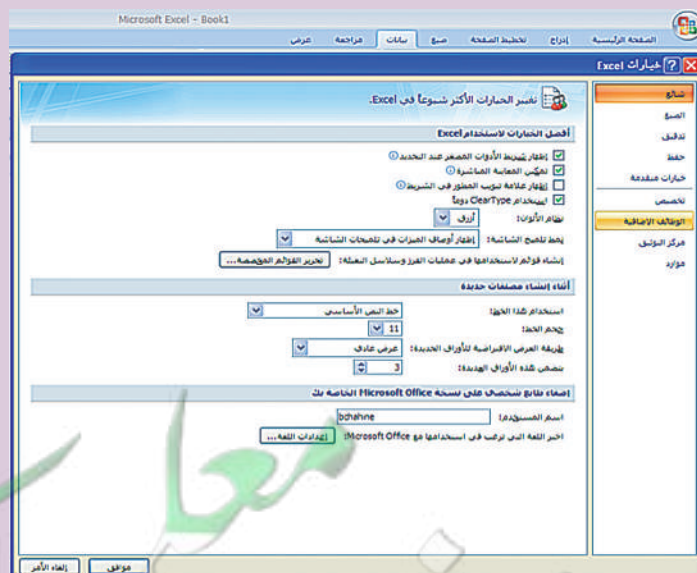 Microsoft Excel - Book1
الصفحة الرئيسية إدراج تخطيط الصفحة صيغ بيانات مراجعة عرض
خيارات Excel
شائع
الصيغ
تدقيق
حفظ
خيارات متقدمة
تخصيص
الوظائف الإضافية
مركز التوثيق
موارد
تغيير الخيارات الأكثر شيوعاً في Excel.
أفضل الخيارات لاستخدام Excel
إظهار شريط الأدوات المصغر عند التحديد
تمكين المعاينة المباشرة
إظهار علامة تبويب المطور في الشريط
استخدام ClearType دوماً
نظام الألوان: أزرق
نمط تلميح الشاشة: إظهار أوصاف الميزات في تلميحات الشاشة
إنشاء قوائم لاستخدامها في عمليات الفرز وسلاسل التعبئة: تحرير القوائم المخصصة...
أثناء إنشاء مصنفات جديدة
استخدام هذا الخط: خط النص الأساسي
حجم الخط: 11
طريقة العرض الافتراضية للأوراق الجديدة: عرض عادي
تضمين هذه الأوراق العديدة: 3
إضفاء طابع شخصي على نسخة Microsoft Office الخاصة بك
اسم المستخدم: bchahine
اختر اللغة التي ترغب في استخدامها مع Microsoft Office: إعدادات اللغة...
موافق إلغاء الأمر